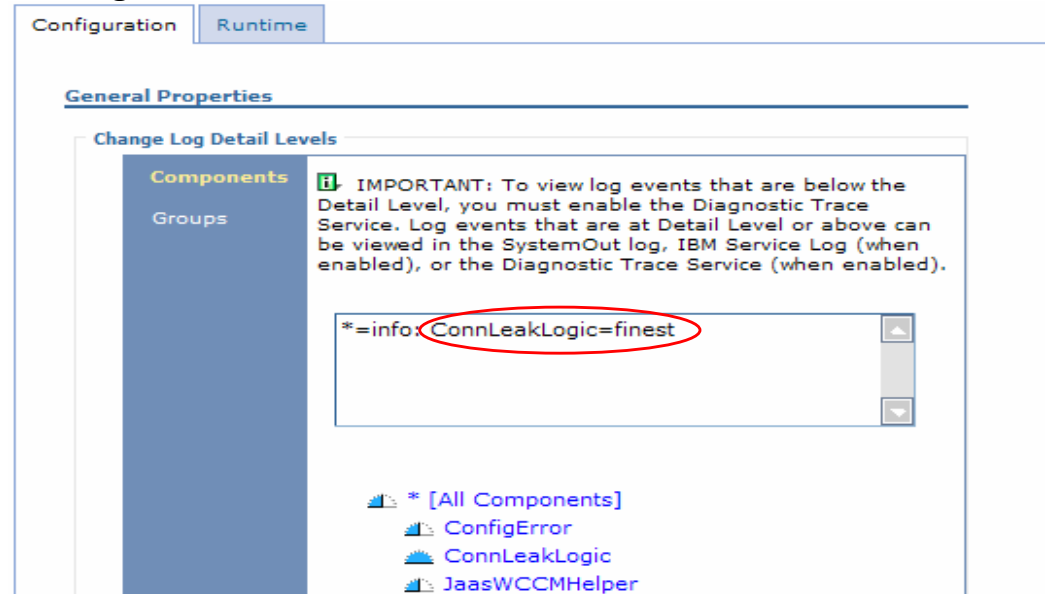 Configuration Runtime
General Properties
Change Log Detail Levels
Components
Groups
IMPORTANT: To view log events that are below the
Detail Level, you must enable the Diagnostic Trace
Service. Log events that are at Detail Level or above can
be viewed in the SystemOut log, IBM Service Log (when
enabled), or the Diagnostic Trace Service (when enabled).
*=info: ConnLeakLogic=finest
* [All Components]
ConfigError
ConnLeakLogic
JaasWCCMHelper